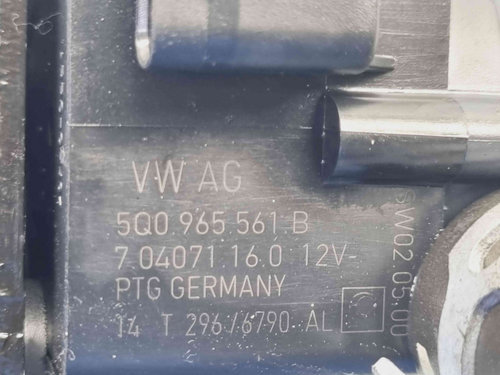 VW AG
5Q0 965 561 B
7.04071.16.0 12V-
PTG GERMANY
14 T 296/6790 AL
SW02.05.00